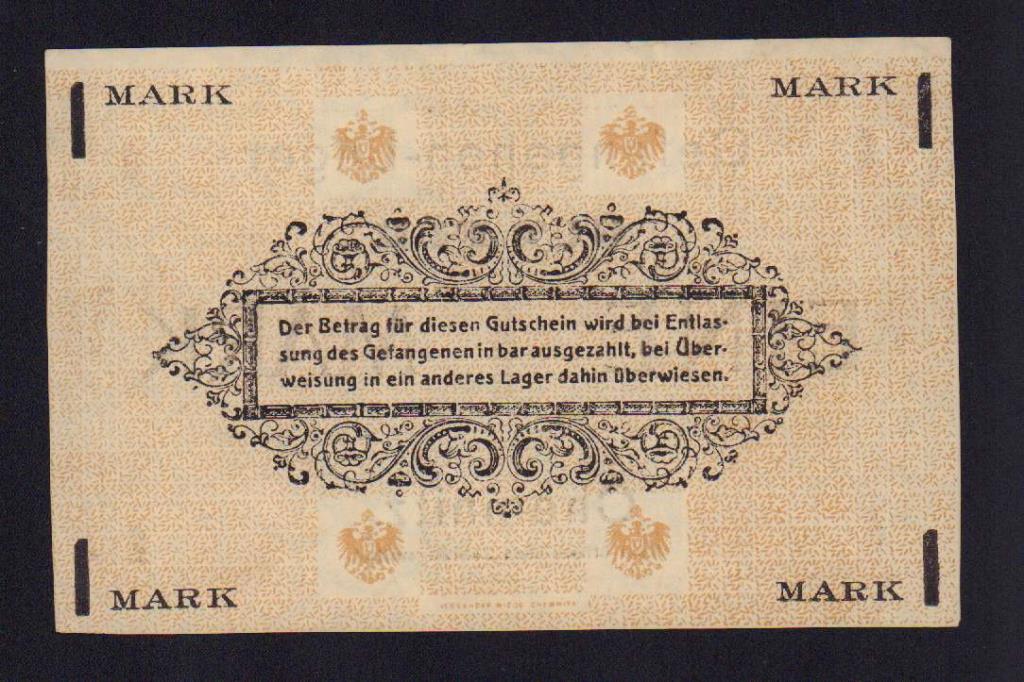 MARK
MARK
Der Betrag für diesen Gutschein wird bei Entlas-
sung des Gefangenen in bar ausgezahlt, bei Über-
weisung in ein anderes Lager dahin überwiesen.
MARK
MARK